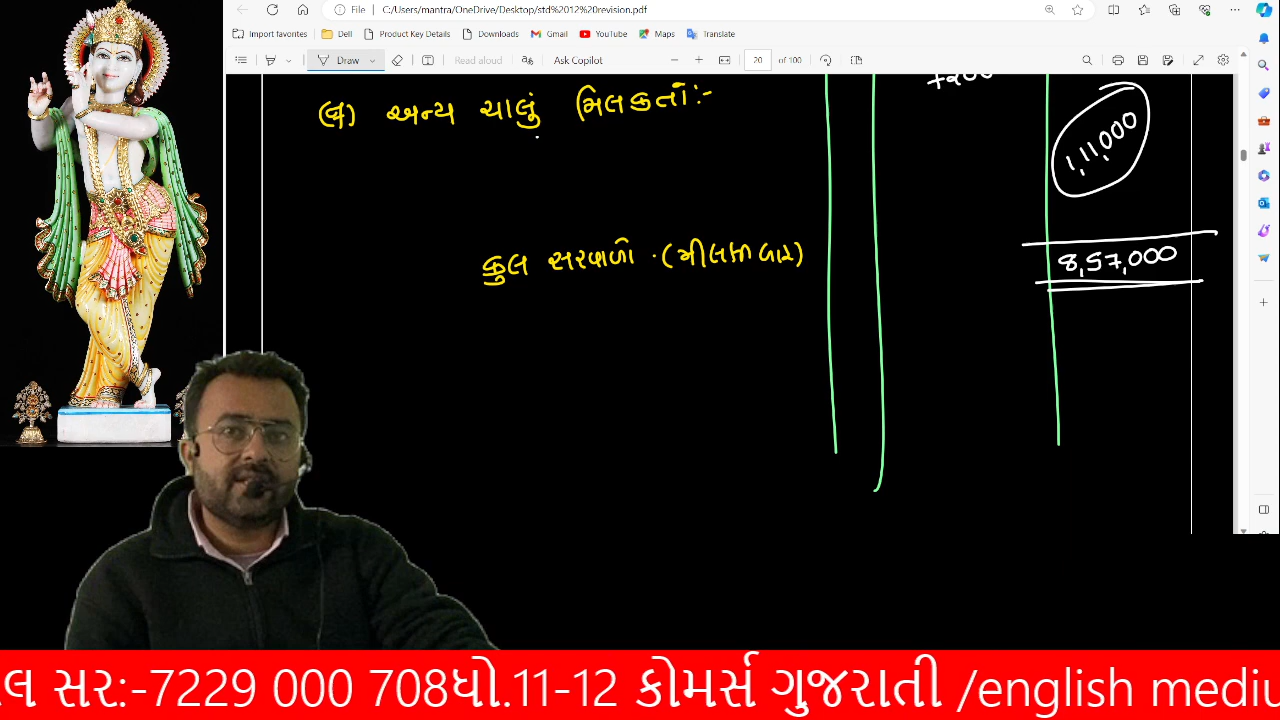 File
C:/Users/mantra/OneDrive/Desktop/std%2012%20revision.pdf
Import favorites Dell Product Key Details Downloads Gmail YouTube Maps Translate
Draw Read aloud Ask Copilot 20 of 100
(બ) અન્ય ચાલું મિલકતો:-
1,11,000
કુલ સરવાળો
8,57,000
લ સર:-7229 000 708ધો.11-12 કોમર્સ ગુજરાતી /english mediu